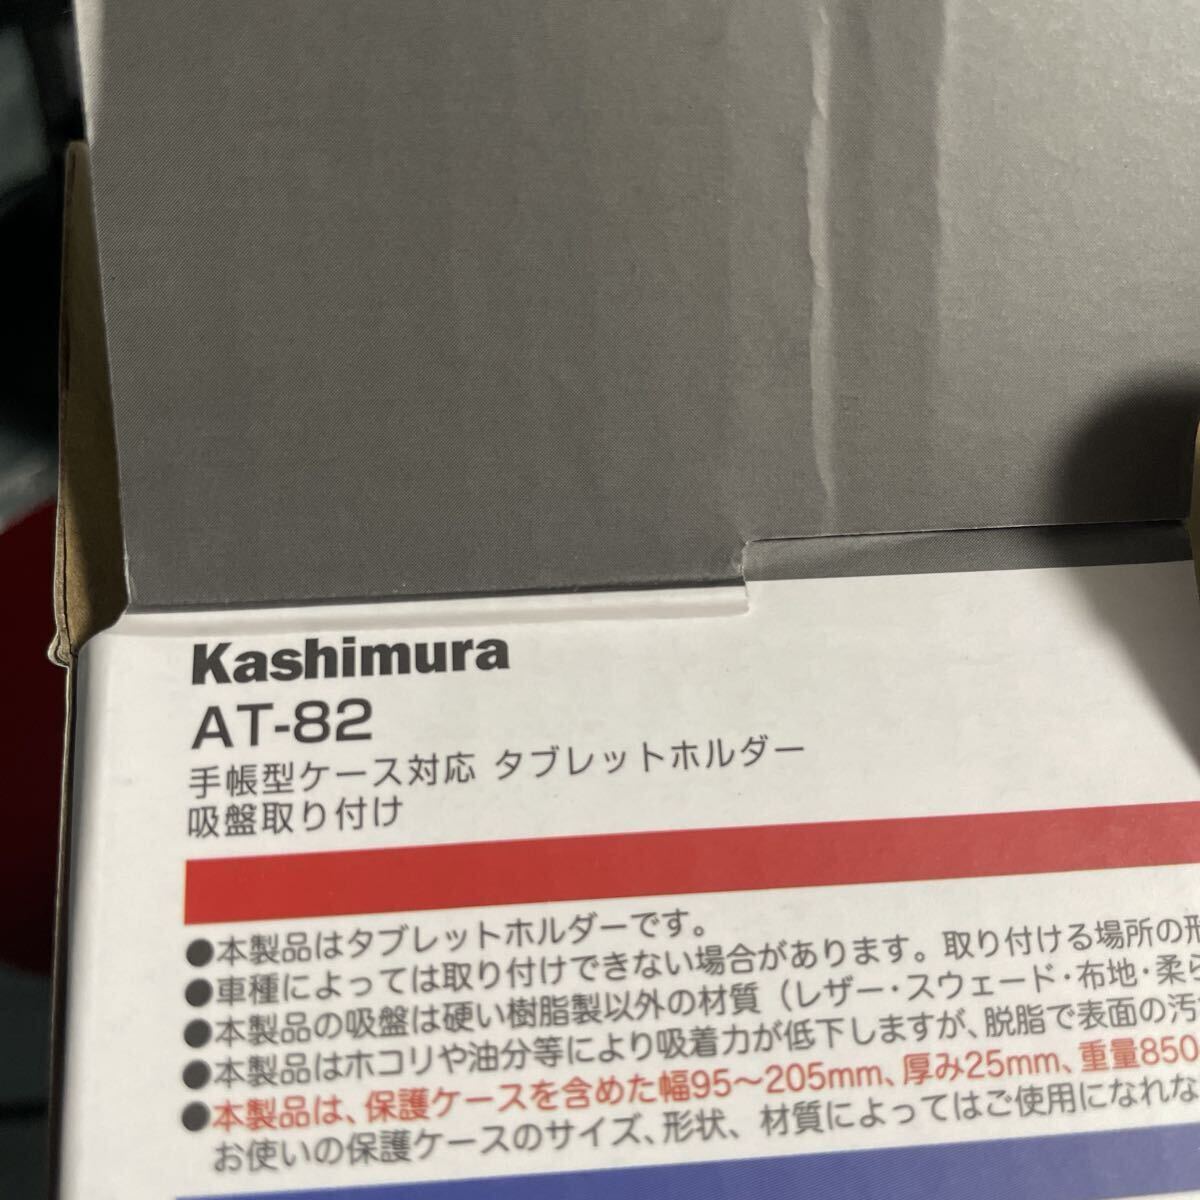 Kashimura
AT-82
手帳型ケース対応 タブレットホルダー
吸盤取り付け
●本製品はタブレットホルダーです。
●車種によっては取り付けできない場合があります。取り付ける場所の形
●本製品の吸盤は硬い樹脂製以外の材質（レザー・スウェード・布地・柔ら
●本製品はホコリや油分等により吸着力が低下しますが、脱脂で表面の汚
●本製品は、保護ケースを含めた幅95～205mm、厚み25mm、重量850
お使いの保護ケースのサイズ、形状、材質によってはご使用になれな